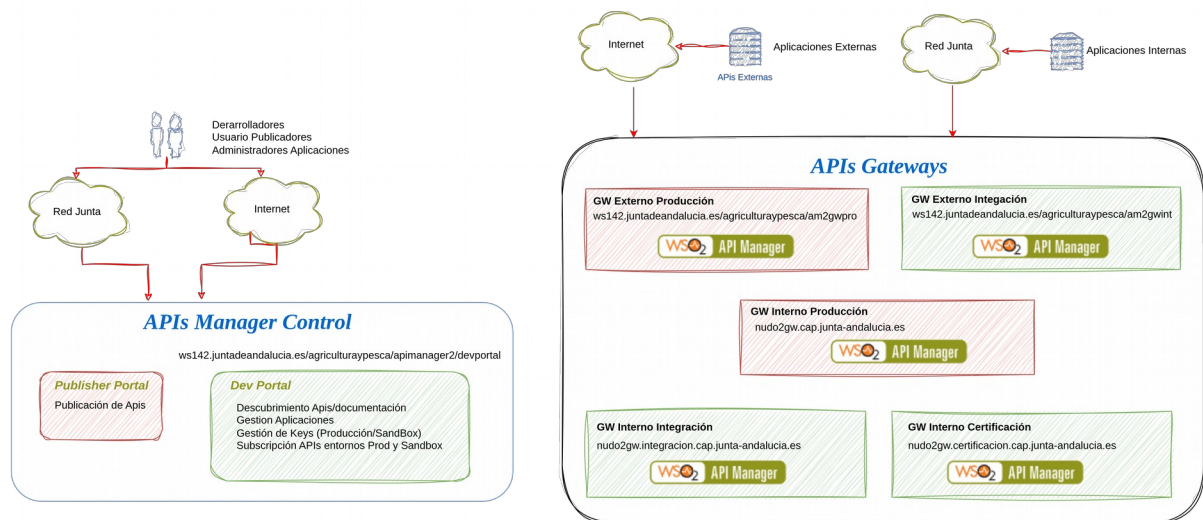 Derarrolladores
Usuario Publicadores
Administradores Aplicaciones
Red Junta
Internet
APIs Manager Control
ws142.juntadeandalucia.es/agriculturaypesca/apimanager2/devportal
Publisher Portal
Publicación de Apis
Dev Portal
Descubrimiento Apis/documentación
Gestion Aplicaciones
Gestión de Keys (Producción/SandBox)
Subscripción APIs entornos Prod y Sandbox
Internet
Aplicaciones Externas
APIs Externas
Red Junta
Aplicaciones Internas
APIs Gateways
GW Externo Producción
ws142.juntadeandalucia.es/agriculturaypesca/am2gwpro
WSO2 API Manager
GW Externo Integación
ws142.juntadeandalucia.es/agriculturaypesca/am2gwint
WSO2 API Manager
GW Interno Producción
nudo2gw.cap.junta-andalucia.es
WSO2 API Manager
GW Interno Integración
nudo2gw.integracion.cap.junta-andalucia.es
WSO2 API Manager
GW Interno Certificación
nudo2gw.certificacion.cap.junta-andalucia.es
WSO2 API Manager